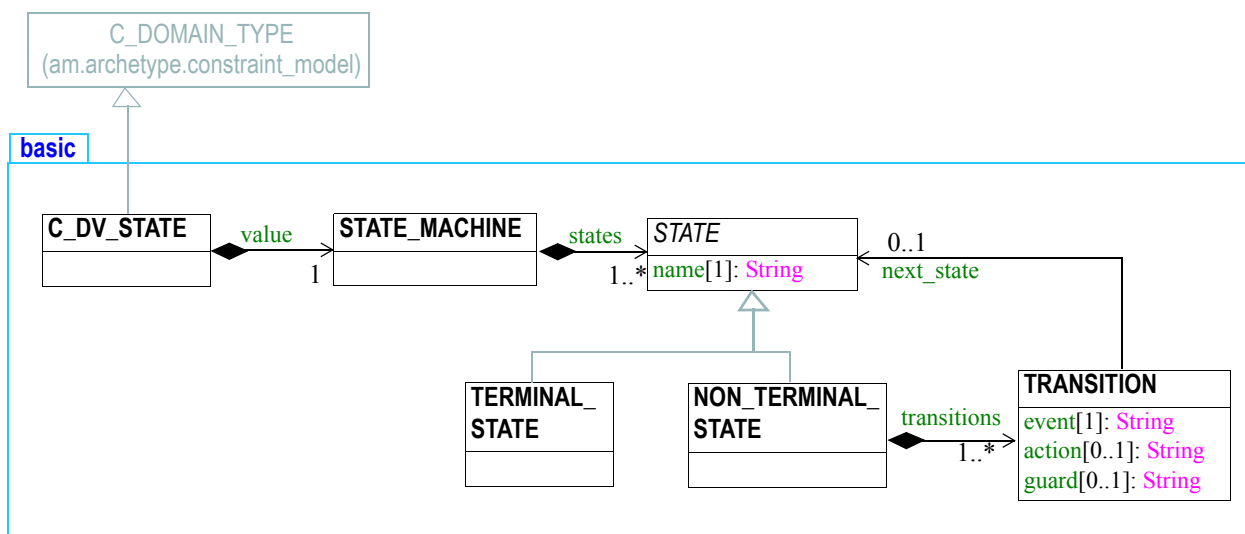 C_DOMAIN_TYPE
(am.archetype.constraint_model)
basic
C_DV_STATE
value
1
STATE_MACHINE
states
1..*
STATE
name[1]: String
0..1
next_state
TERMINAL_
STATE
NON_TERMINAL_
STATE
transitions
1..*
TRANSITION
event[1]: String
action[0..1]: String
guard[0..1]: String